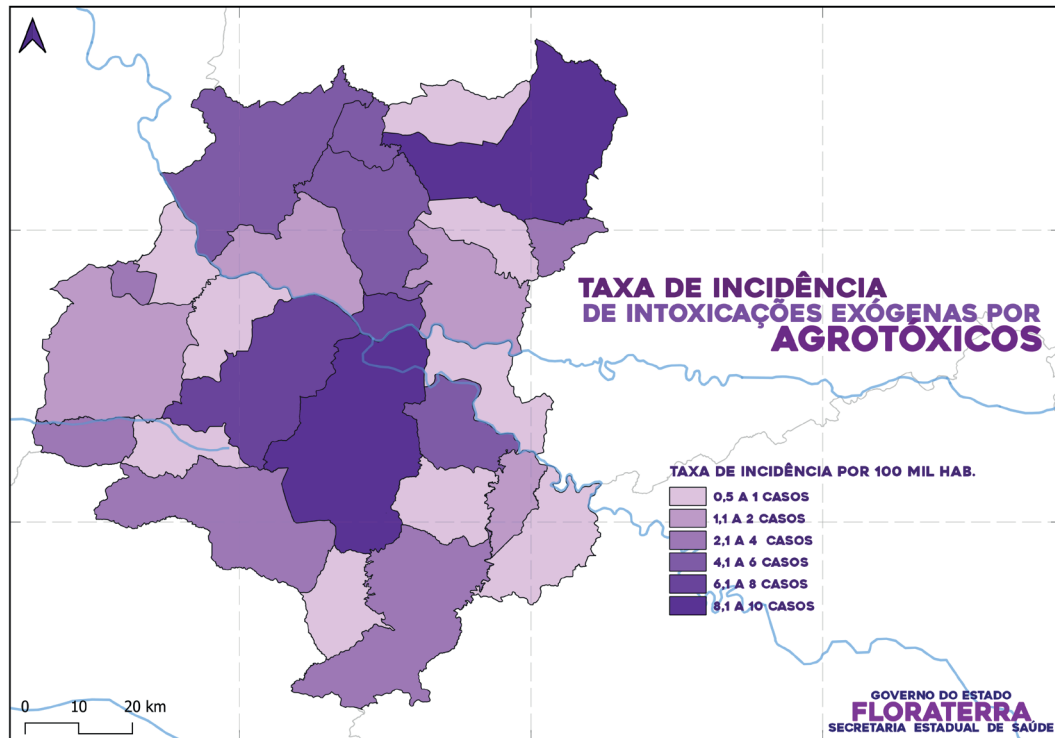 TAXA DE INCIDÊNCIA
DE INTOXICAÇÕES EXÓGENAS POR
AGROTÓXICOS
TAXA DE INCIDÊNCIA POR 100 MIL HAB.
0,5 A 1 CASOS
1,1 A 2 CASOS
2,1 A 4 CASOS
4,1 A 6 CASOS
6,1 A 8 CASOS
8,1 A 10 CASOS
0 10 20 km
GOVERNO DO ESTADO
FLORATERRA
SECRETARIA ESTADUAL DE SAÚDE